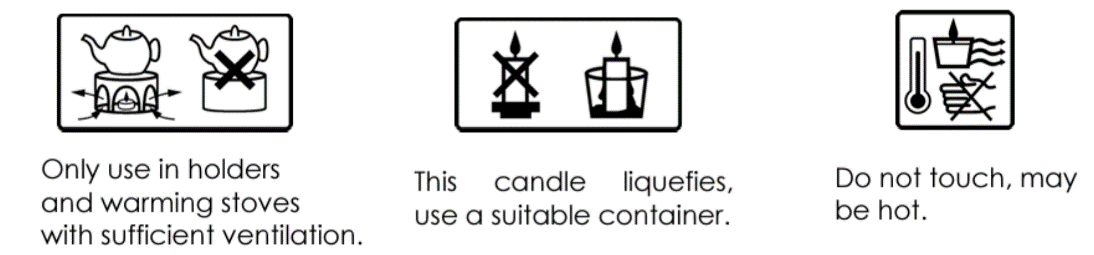 Only use in holders
and warming stoves
with sufficient ventilation.
This candle liquefies,
use a suitable container.
Do not touch, may
be hot.